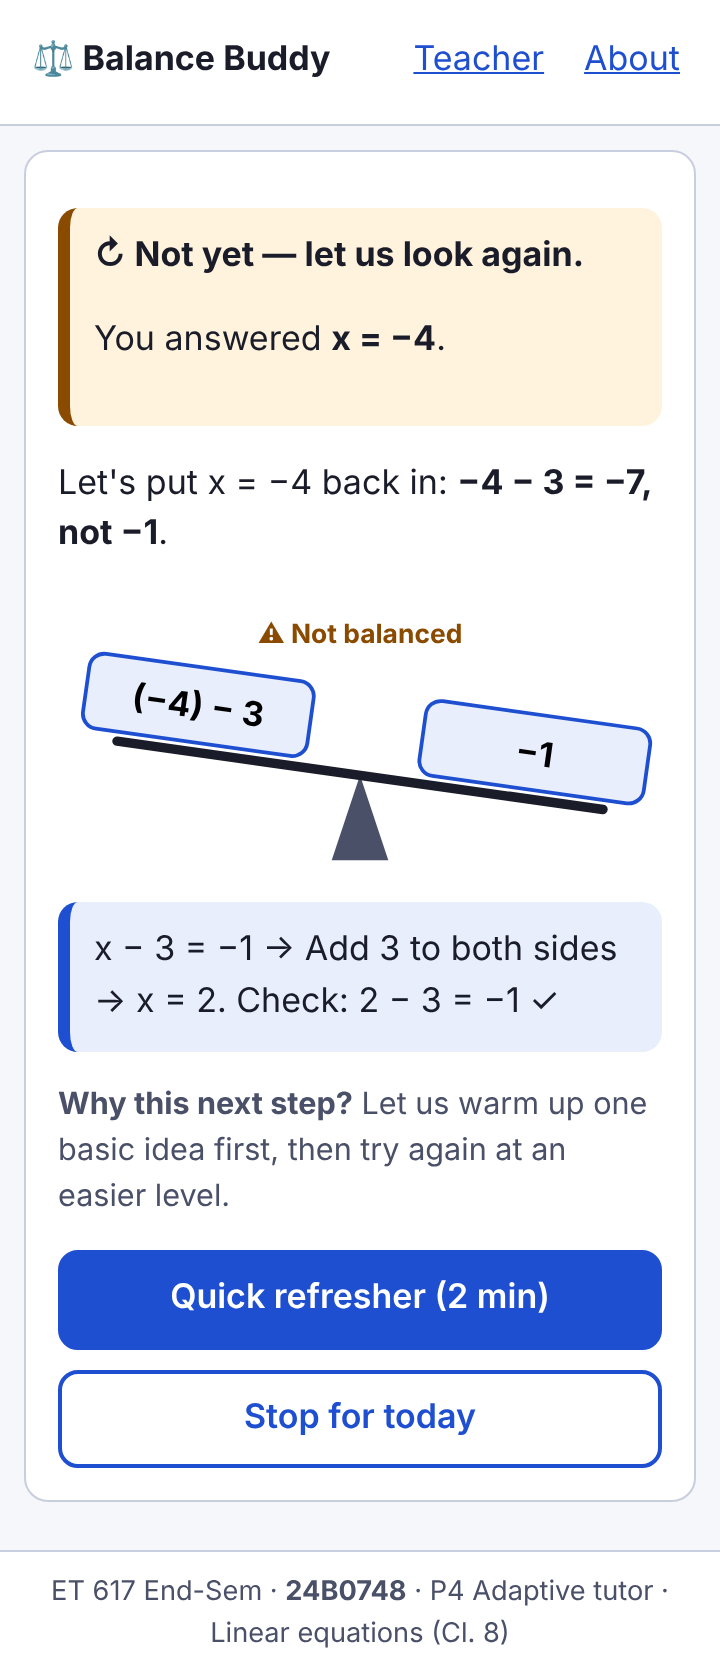 ⚖️ Balance Buddy Teacher About
↻ Not yet — let us look again.
You answered x = −4.
Let's put x = −4 back in: −4 − 3 = −7,
not −1.
⚠ Not balanced
(−4) − 3
−1
x − 3 = −1 → Add 3 to both sides
→ x = 2. Check: 2 − 3 = −1 ✓
Why this next step? Let us warm up one
basic idea first, then try again at an
easier level.
Quick refresher (2 min)
Stop for today
ET 617 End-Sem · 24B0748 · P4 Adaptive tutor ·
Linear equations (Cl. 8)